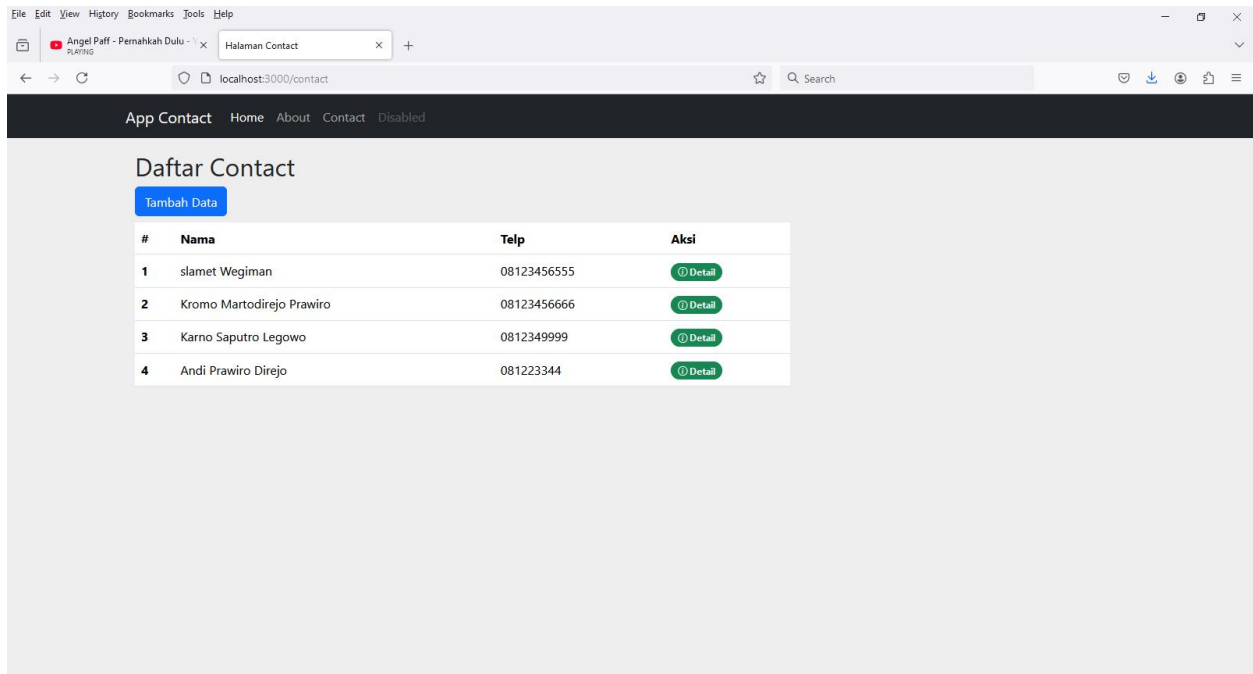 File Edit View History Bookmarks Tools Help
Angel Paff - Pernahkah Dulu -
PLAYING
Halaman Contact
localhost:3000/contact
Search
App Contact Home About Contact Disabled
Daftar Contact
Tambah Data
# Nama Telp Aksi
1 slamet Wegiman 08123456555 Detail
2 Kromo Martodirejo Prawiro 08123456666 Detail
3 Karno Saputro Legowo 0812349999 Detail
4 Andi Prawiro Direjo 081223344 Detail